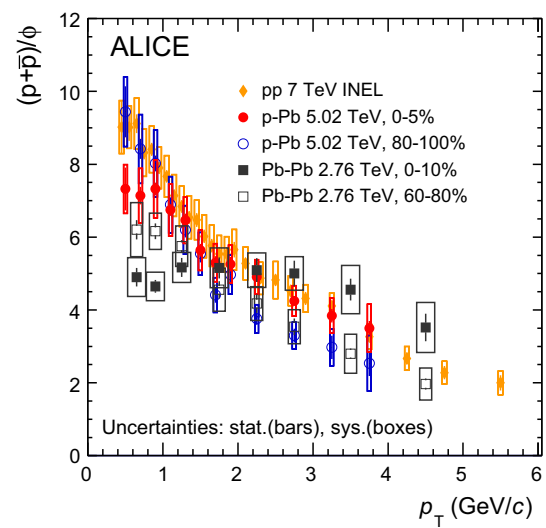 (p+p̅)/ϕ
12
ALICE
pp 7 TeV INEL
10
p-Pb 5.02 TeV, 0-5%
p-Pb 5.02 TeV, 80-100%
Pb-Pb 2.76 TeV, 0-10%
8
Pb-Pb 2.76 TeV, 60-80%
6
4
2
Uncertainties: stat.(bars), sys.(boxes)
0
0 1 2 3 4 5 6
p_T (GeV/c)